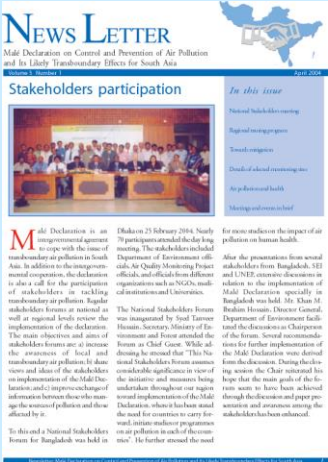 NEWS LETTER
Malé Declaration on Control and Prevention of Air Pollution
and Its Likely Transboundary Effects for South Asia
Volume 5 Number 1
April 2004
Stakeholders participation
Malé Declaration is an
intergovernmental agreement
to cope with the issue of
transboundary air pollution in South
Asia. In addition to the intergovern-
mental cooperation, the declaration
is also a call for the participation
of stakeholders in tackling
transboundary air pollution. Regular
stakeholders forums at national as
well at regional levels review the
implementation of the declaration.
The main objectives and aims of
stakeholders forums are: a) increase
the awareness of local and
transboundary air pollution; b) share
views and ideas of the stakeholders
on implementation of the Malé Dec-
laration; and c) improve exchange of
information between those who man-
age the sources of pollution and those
affected by it.
To this end a National Stakeholders
Forum for Bangladesh was held in
Dhaka on 25 February 2004. Nearly
70 participants attended the day long
meeting. The stakeholders included
Department of Environment offi-
cials, Air Quality Monitoring Project
officials, and officials from different
organizations such as NGOs, medi-
cal institutions and Universities.
The National Stakeholders Forum
was inaugurated by Syed Tanveer
Hussain, Secretary, Ministry of En-
vironment and Forest attended the
Forum as Chief Guest. While ad-
dressing he stressed that "This Na-
tional Stakeholders Forum assumes
considerable significance in view of
the initiative and measures being
undertaken throughout our region
toward implementation of the Malé
Declaration, where it has been stated
the need for countries to carry for-
ward, initiate studies or programmes
on air pollution in each of the coun-
tries". He further stressed the need
In this issue
National Stakeholders meeting
Regional training program
Towards mitigation
Details of selected monitoring sites
Air pollution and health
Meetings and events in brief
for more studies on the impact of air
pollution on human health.
After the presentations from several
stakeholders from Bangladesh, SEI
and UNEP, extensive discussions in
relation to the implementation of
Malé Declaration specially in
Bangladesh was held. Mr. Khan M.
Ibrahim Hossain, Director General,
Department of Environment facili-
tated the discussions as Chairperson
of the forum. Several recommenda-
tions for further implementation of
the Malé Declaration were derived
form the discussion. During the clos-
ing session the Chair reiterated his
hope that the main goals of the fo-
rum seem to have been achieved
through the discussion and paper pre-
sentation and awareness among the
stakeholders has been enhanced.